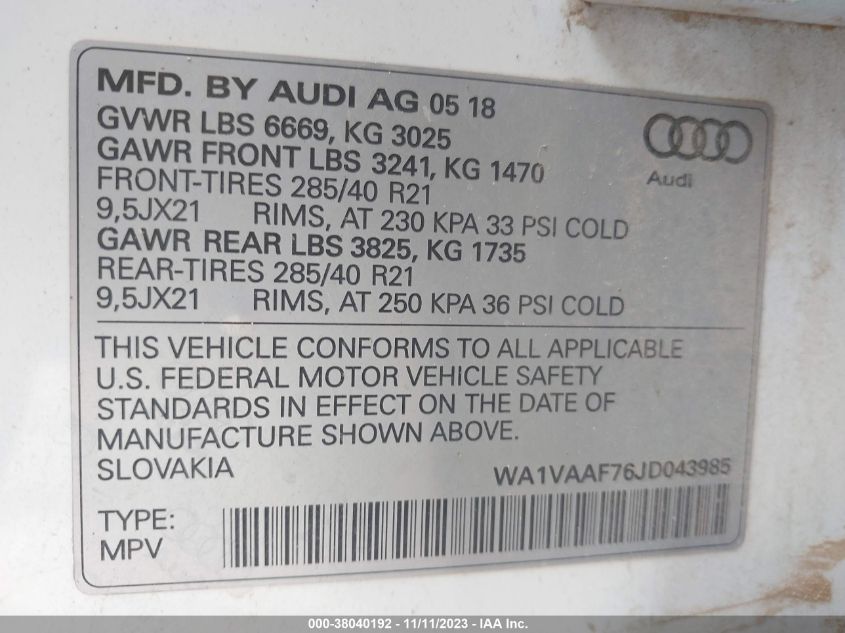 MFD. BY AUDI AG 05 18
GVWR LBS 6669, KG 3025
GAWR FRONT LBS 3241, KG 1470
FRONT-TIRES 285/40 R21
9,5JX21 RIMS, AT 230 KPA 33 PSI COLD
GAWR REAR LBS 3825, KG 1735
REAR-TIRES 285/40 R21
9,5JX21 RIMS, AT 250 KPA 36 PSI COLD
Audi
THIS VEHICLE CONFORMS TO ALL APPLICABLE
U.S. FEDERAL MOTOR VEHICLE SAFETY
STANDARDS IN EFFECT ON THE DATE OF
MANUFACTURE SHOWN ABOVE.
SLOVAKIA WA1VAAF76JD043985
TYPE:
MPV
000-38040192 - 11/11/2023 - © IAA Inc.